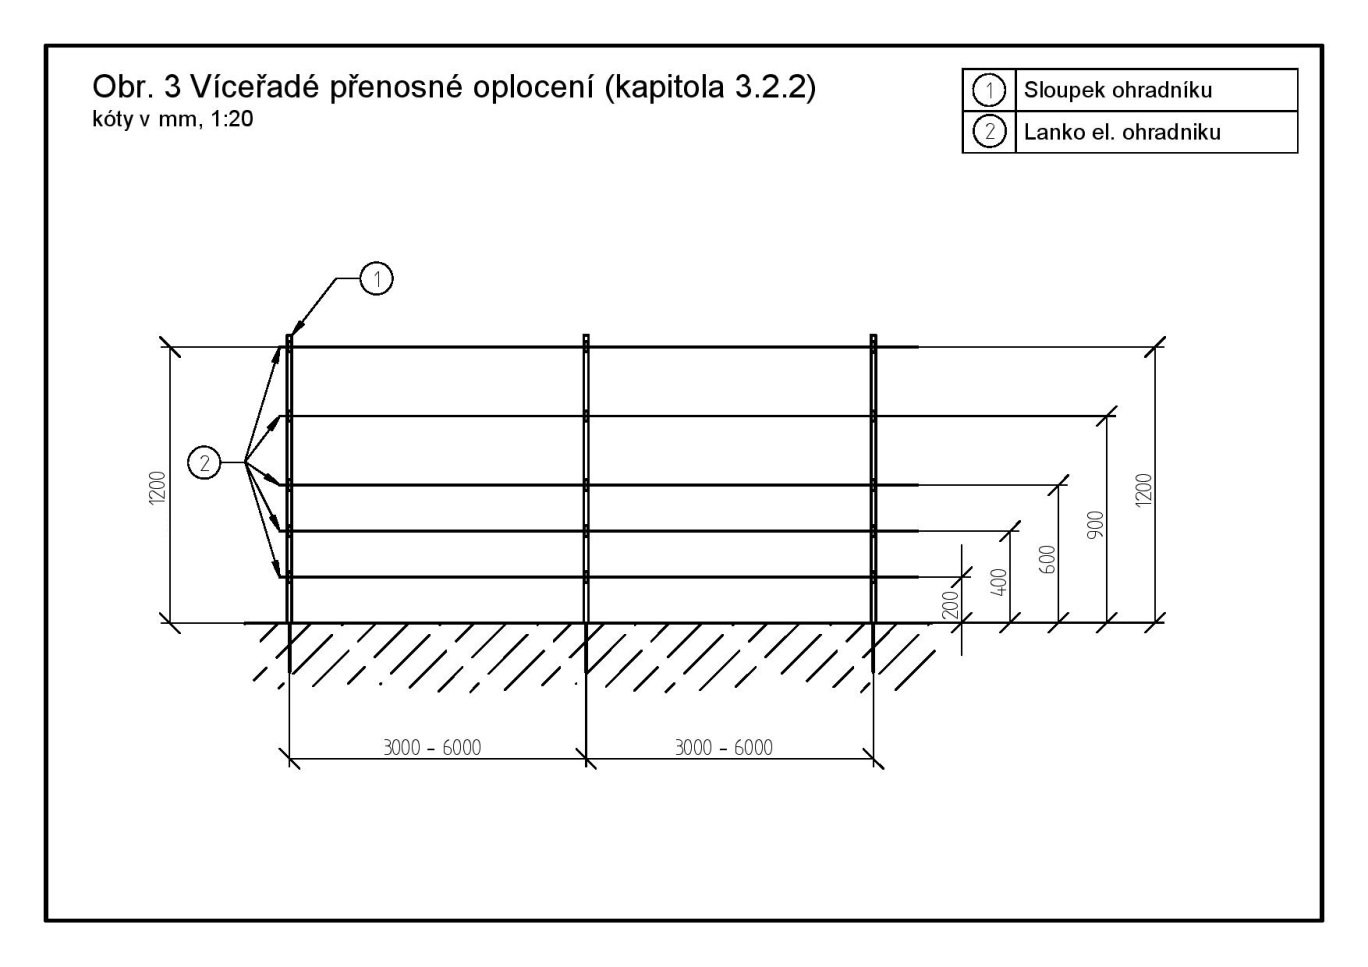 Obr. 3 Víceřadé přenosné oplocení (kapitola 3.2.2)
kóty v mm, 1:20
1 Sloupek ohradníku
2 Lanko el. ohradniku
1
2
1200
200
400
600
900
1200
3000 - 6000
3000 - 6000